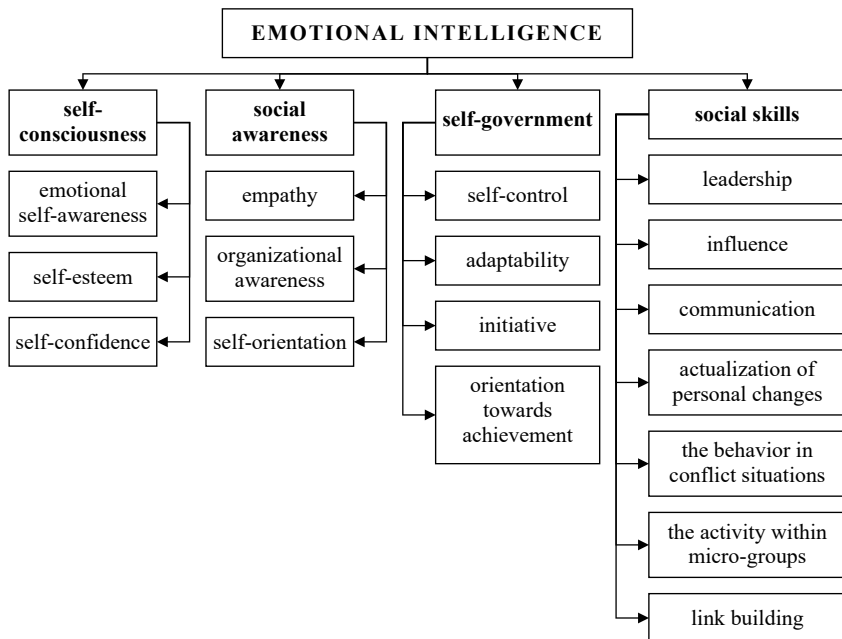 EMOTIONAL INTELLIGENCE
self-
consciousness
emotional
self-awareness
self-esteem
self-confidence
social
awareness
empathy
organizational
awareness
self-orientation
self-government
self-control
adaptability
initiative
orientation
towards
achievement
social skills
leadership
influence
communication
actualization of
personal changes
the behavior in
conflict situations
the activity within
micro-groups
link building